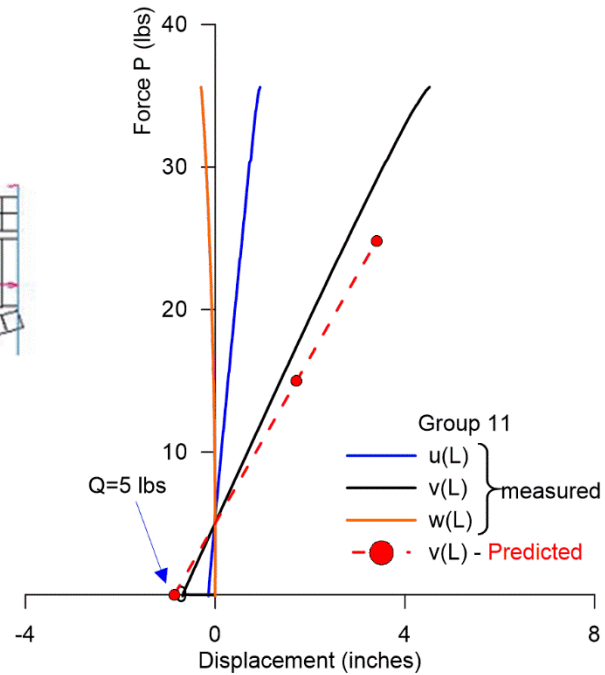 Force P (lbs)
40
30
20
10
Q=5 lbs
Group 11
u(L)
v(L)
measured
w(L)
v(L) - Predicted
-4
0
4
8
Displacement (inches)